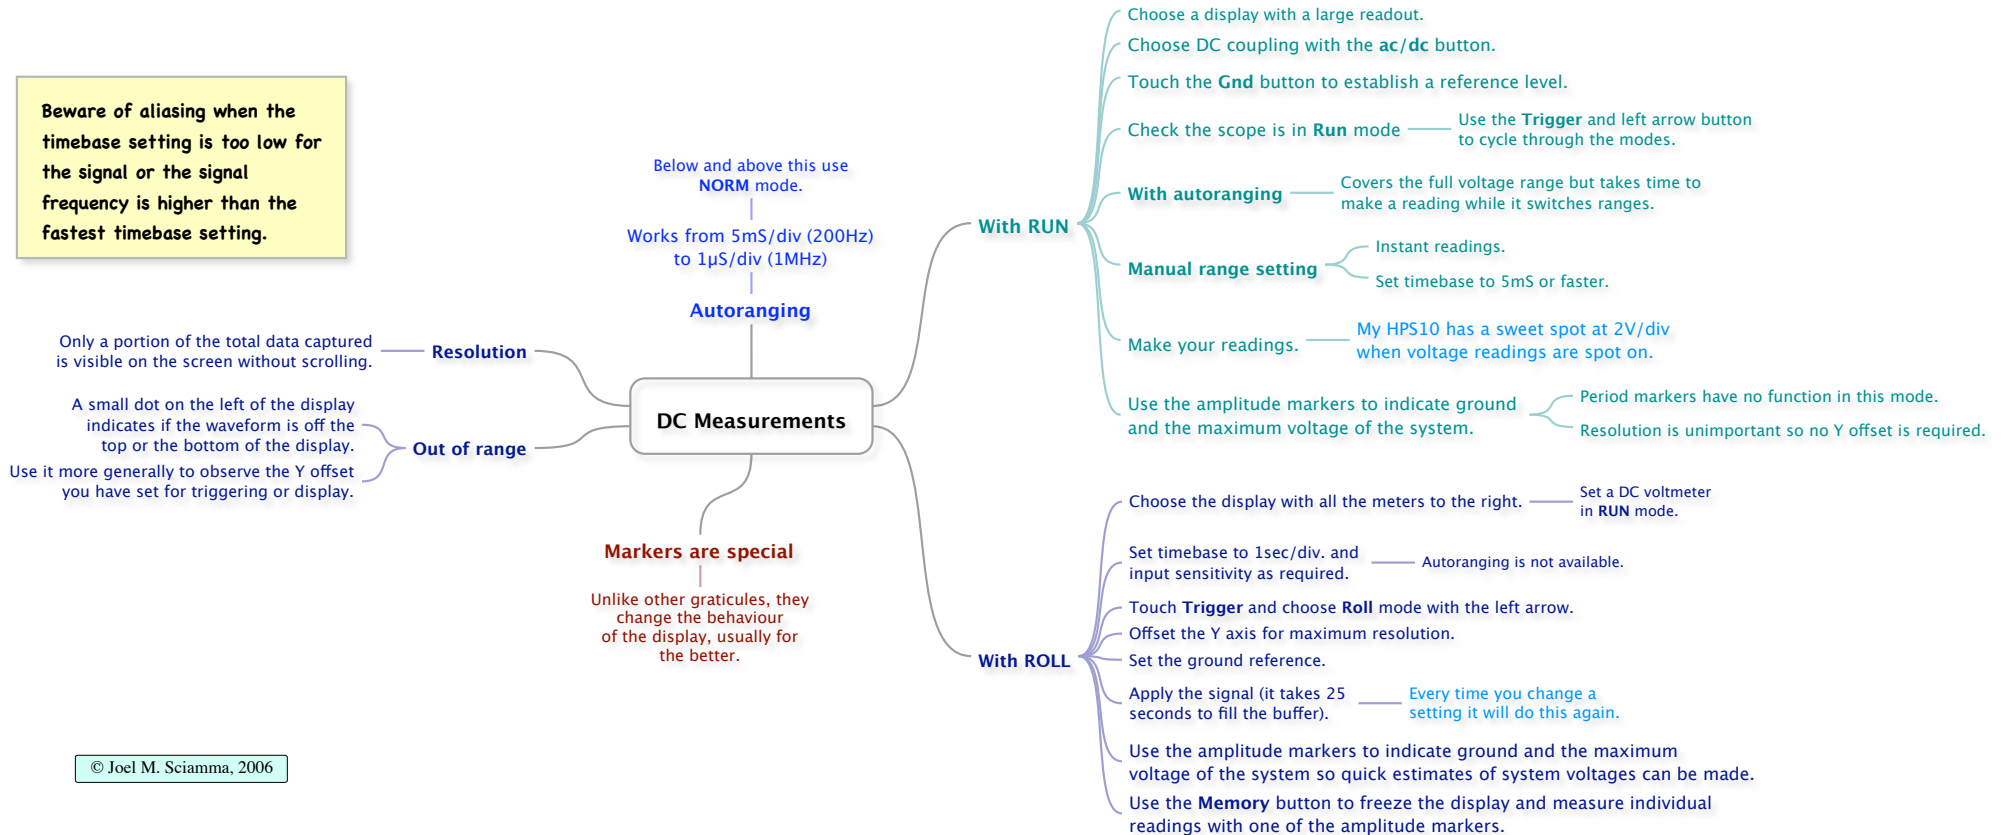 Beware of aliasing when the
timebase setting is too low for
the signal or the signal
frequency is higher than the
fastest timebase setting.
Below and above this use
NORM mode.
Works from 5mS/div (200Hz)
to 1µS/div (1MHz)
Autoranging
Only a portion of the total data captured
is visible on the screen without scrolling.
Resolution
A small dot on the left of the display
indicates if the waveform is off the
top or the bottom of the display.
Use it more generally to observe the Y offset
you have set for triggering or display.
Out of range
DC Measurements
Markers are special
Unlike other graticules, they
change the behaviour
of the display, usually for
the better.
With RUN
Choose a display with a large readout.
Choose DC coupling with the ac/dc button.
Touch the Gnd button to establish a reference level.
Check the scope is in Run mode
Use the Trigger and left arrow button
to cycle through the modes.
With autoranging
Covers the full voltage range but takes time to
make a reading while it switches ranges.
Manual range setting
Instant readings.
Set timebase to 5mS or faster.
Make your readings.
My HPS10 has a sweet spot at 2V/div
when voltage readings are spot on.
Use the amplitude markers to indicate ground
and the maximum voltage of the system.
Period markers have no function in this mode.
Resolution is unimportant so no Y offset is required.
With ROLL
Choose the display with all the meters to the right.
Set a DC voltmeter
in RUN mode.
Set timebase to 1sec/div. and
input sensitivity as required.
Autoranging is not available.
Touch Trigger and choose Roll mode with the left arrow.
Offset the Y axis for maximum resolution.
Set the ground reference.
Apply the signal (it takes 25
seconds to fill the buffer).
Every time you change a
setting it will do this again.
Use the amplitude markers to indicate ground and the maximum
voltage of the system so quick estimates of system voltages can be made.
Use the Memory button to freeze the display and measure individual
readings with one of the amplitude markers.
© Joel M. Sciamma, 2006